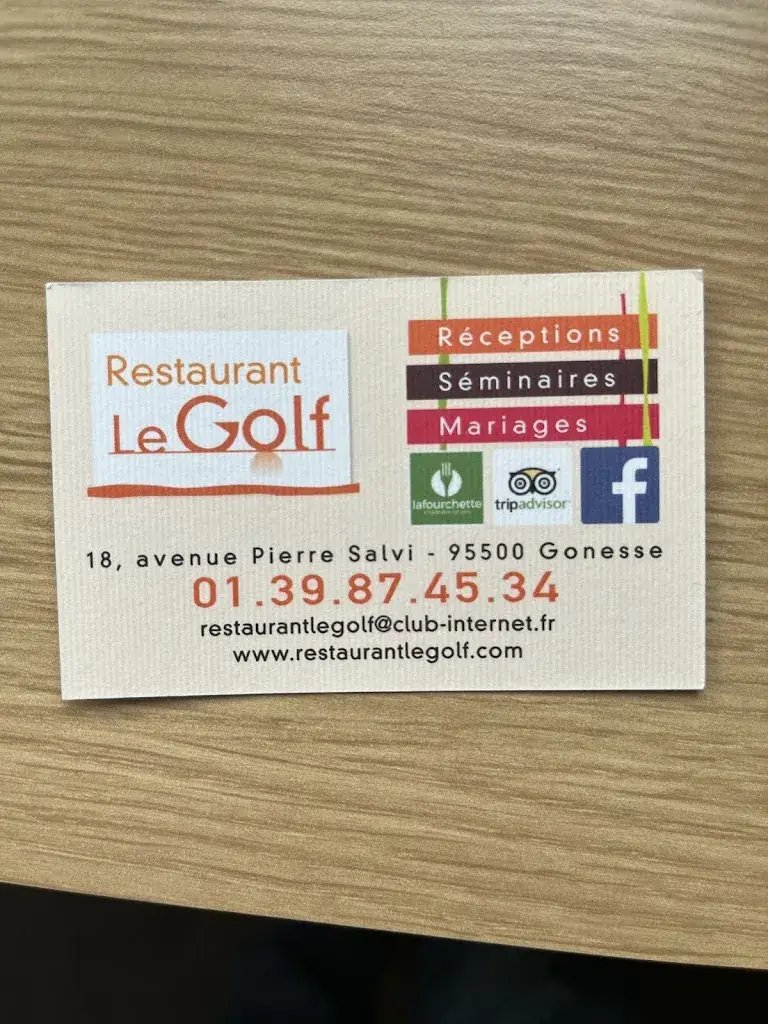 Restaurant
Le Golf
Réceptions
Séminaires
Mariages
lafourchette
tripadvisor
f
18, avenue Pierre Salvi - 95500 Gonesse
01.39.87.45.34
restaurantlegolf@club-internet.fr
www.restaurantlegolf.com